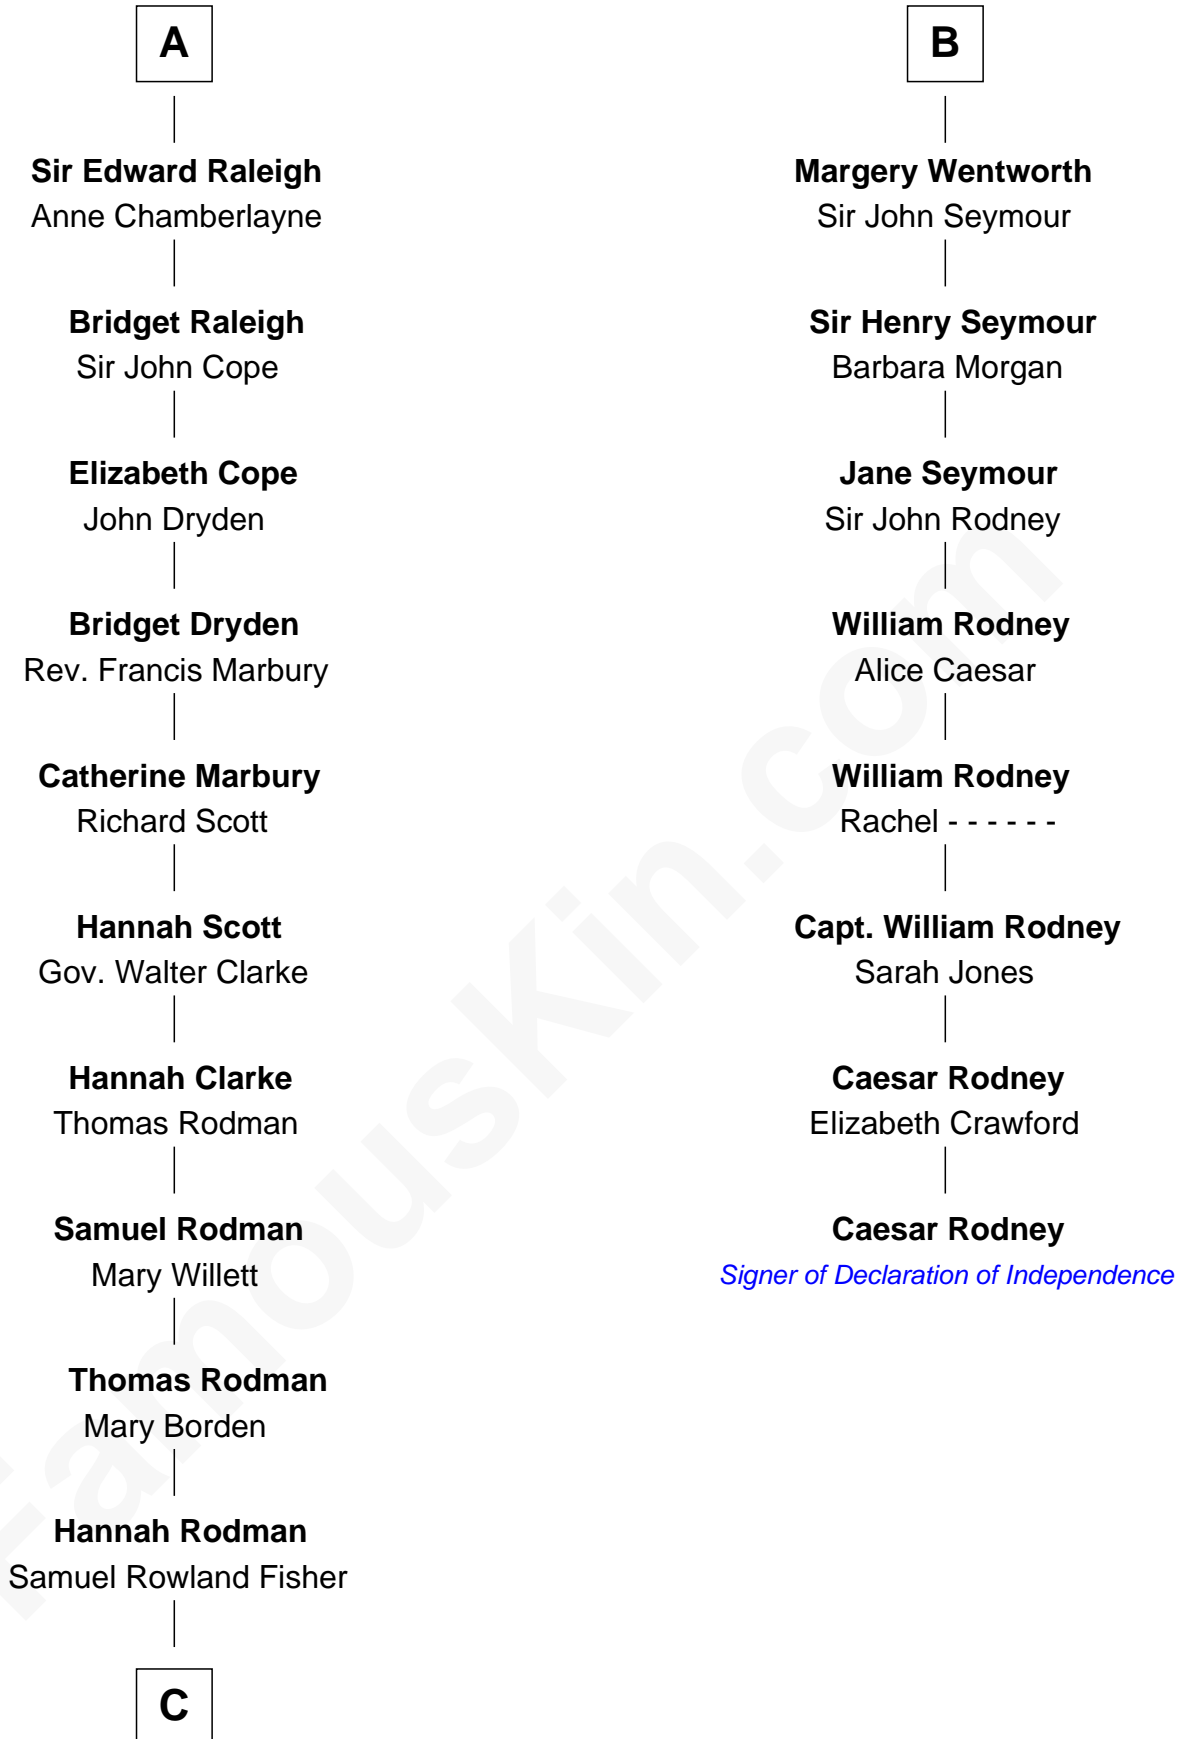 A
Sir Edward Raleigh
Anne Chamberlayne
Bridget Raleigh
Sir John Cope
Elizabeth Cope
John Dryden
Bridget Dryden
Rev. Francis Marbury
Catherine Marbury
Richard Scott
Hannah Scott
Gov. Walter Clarke
Hannah Clarke
Thomas Rodman
Samuel Rodman
Mary Willett
Thomas Rodman
Mary Borden
Hannah Rodman
Samuel Rowland Fisher
C
B
Margery Wentworth
Sir John Seymour
Sir Henry Seymour
Barbara Morgan
Jane Seymour
Sir John Rodney
William Rodney
Alice Caesar
William Rodney
Rachel - - - - - -
Capt. William Rodney
Sarah Jones
Caesar Rodney
Elizabeth Crawford
Caesar Rodney
Signer of Declaration of Independence
FamousKin.com